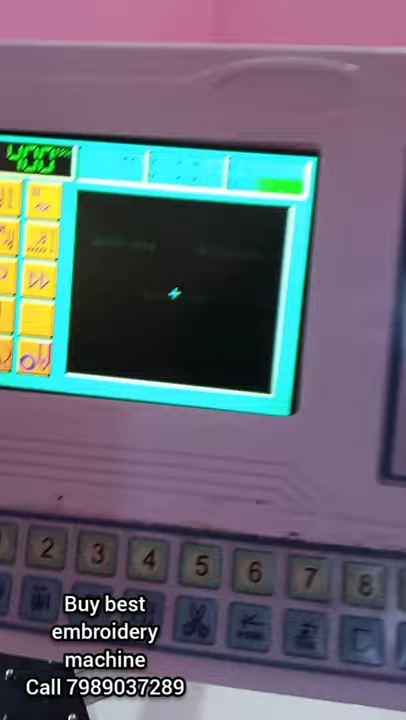 400
2 3 4 5 6 7 8
Buy best
embroidery
machine
Call 7989037289